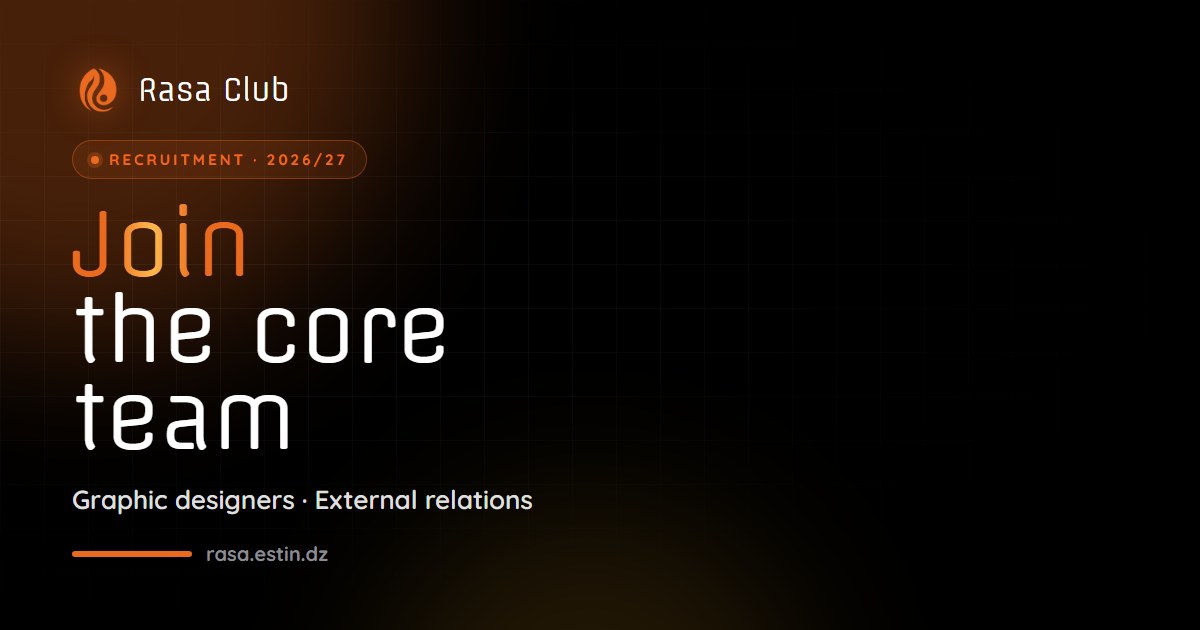 Rasa Club
RECRUITMENT · 2026/27
Join
the core
team
Graphic designers · External relations
rasa.estin.dz